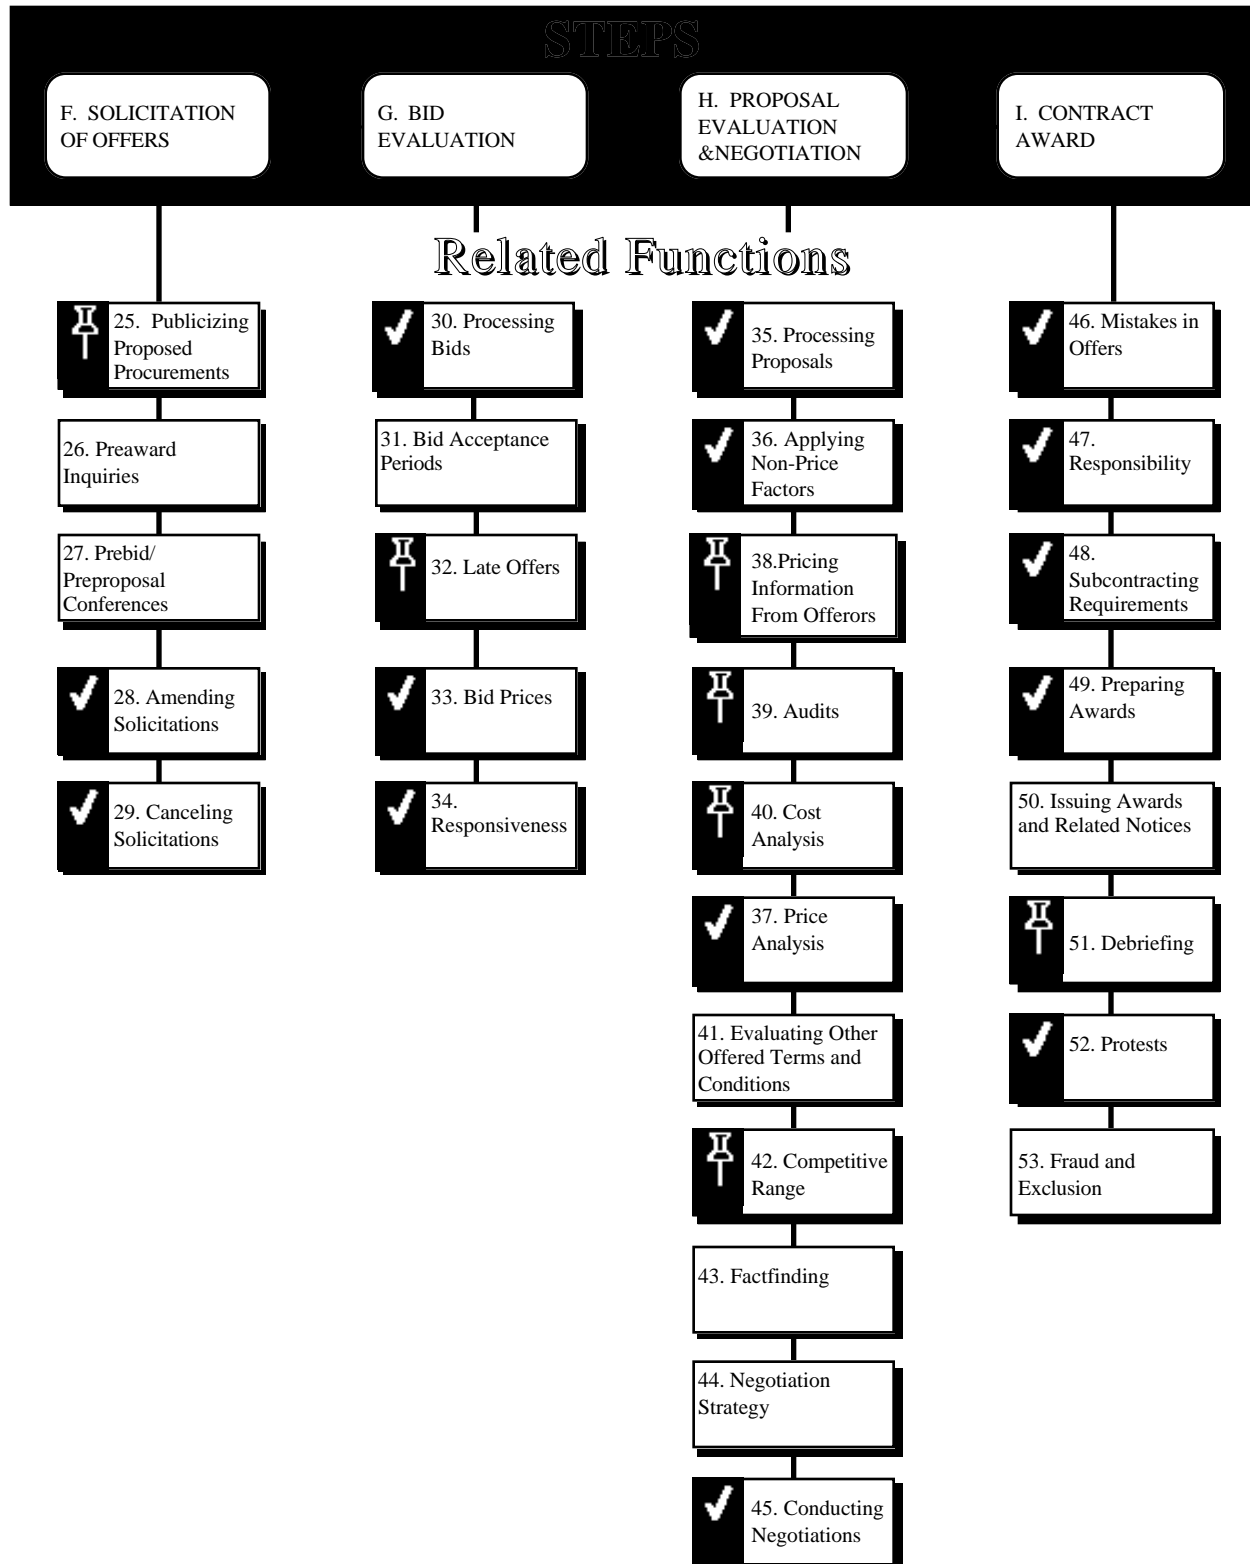 STEPS
F. SOLICITATION
OF OFFERS
G. BID
EVALUATION
H. PROPOSAL
EVALUATION
&NEGOTIATION
I. CONTRACT
AWARD
Related Functions
25. Publicizing
Proposed
Procurements
26. Preaward
Inquiries
27. Prebid/
Preproposal
Conferences
28. Amending
Solicitations
29. Canceling
Solicitations
30. Processing
Bids
31. Bid Acceptance
Periods
32. Late Offers
33. Bid Prices
34.
Responsiveness
35. Processing
Proposals
36. Applying
Non-Price
Factors
38.Pricing
Information
From Offerors
39. Audits
40. Cost
Analysis
37. Price
Analysis
41. Evaluating Other
Offered Terms and
Conditions
42. Competitive
Range
43. Factfinding
44. Negotiation
Strategy
45. Conducting
Negotiations
46. Mistakes in
Offers
47.
Responsibility
48.
Subcontracting
Requirements
49. Preparing
Awards
50. Issuing Awards
and Related Notices
51. Debriefing
52. Protests
53. Fraud and
Exclusion